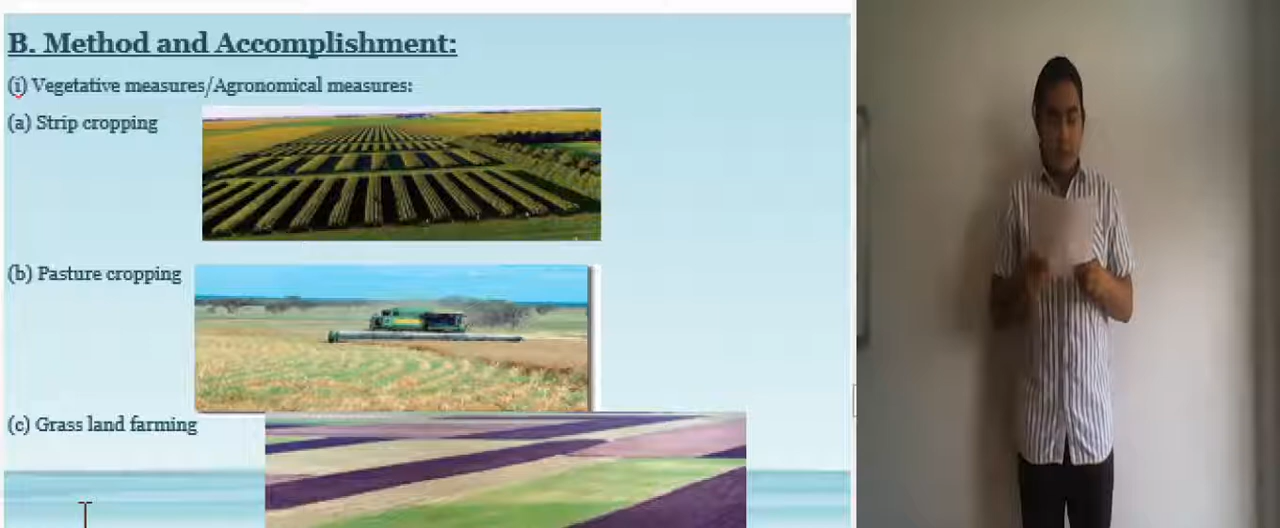 B. Method and Accomplishment:
(i) Vegetative measures/Agronomical measures:
(a) Strip cropping
(b) Pasture cropping
(c) Grass land farming